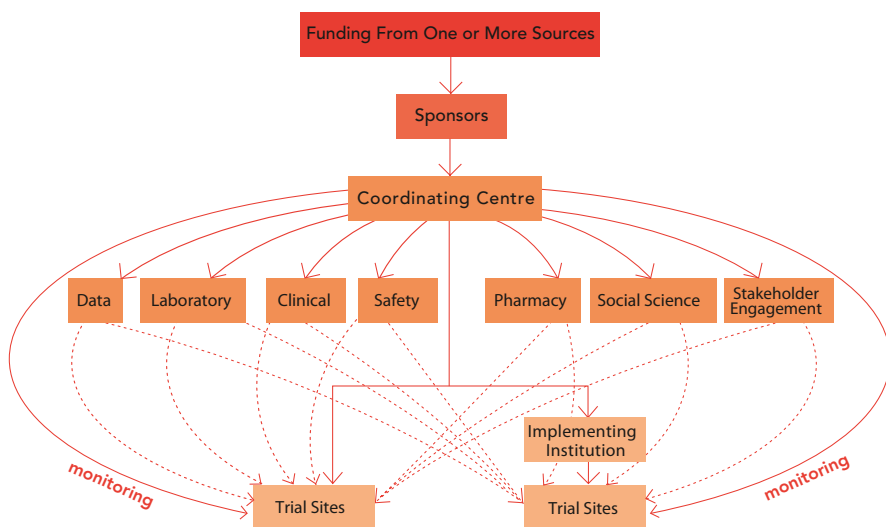 Funding From One or More Sources
Sponsors
Coordinating Centre
Data
Laboratory
Clinical
Safety
Pharmacy
Social Science
Stakeholder
Engagement
Implementing
Institution
monitoring
Trial Sites
Trial Sites
monitoring